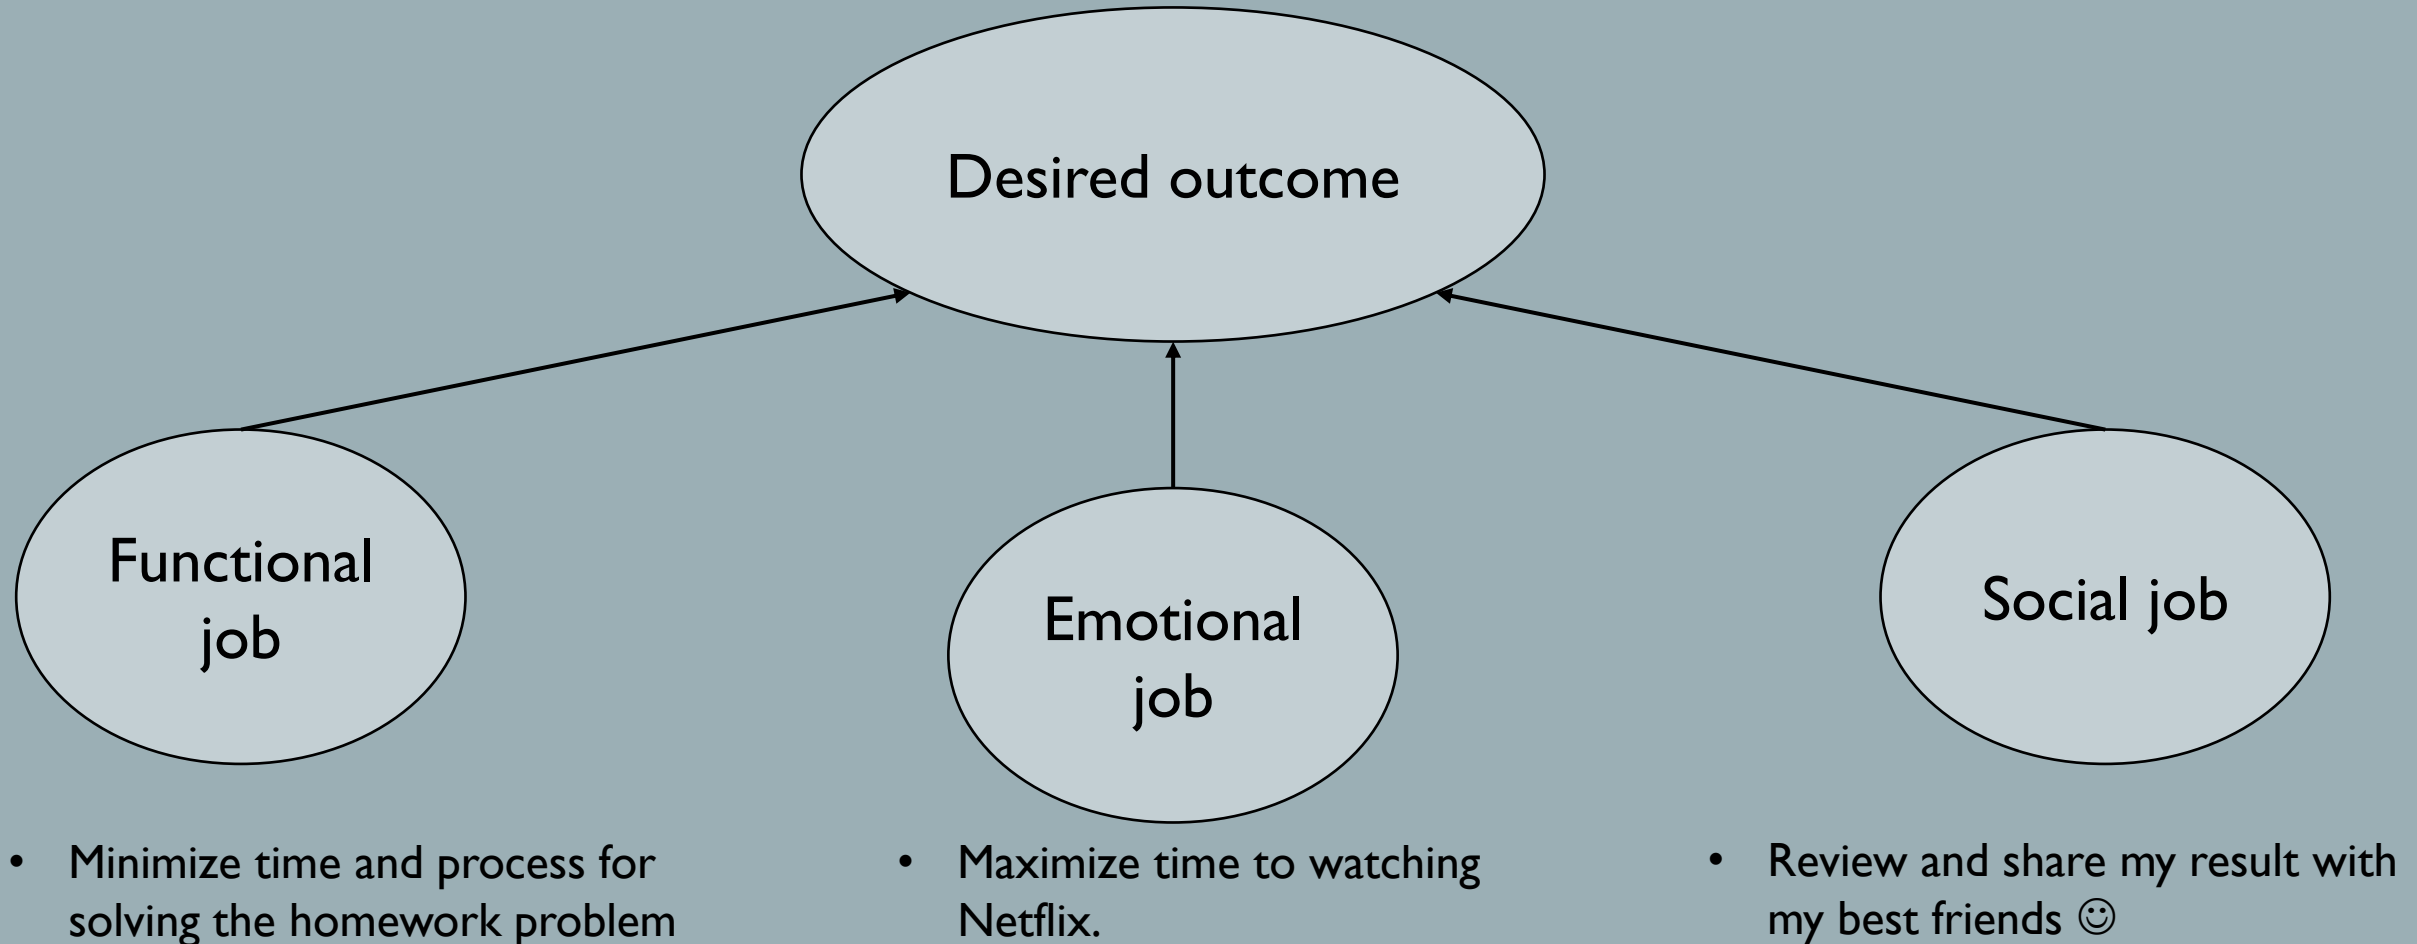 Desired outcome
Functional
job
Emotional
job
Social job
• Minimize time and process for
solving the homework problem
• Maximize time to watching
Netflix.
• Review and share my result with
my best friends ☺